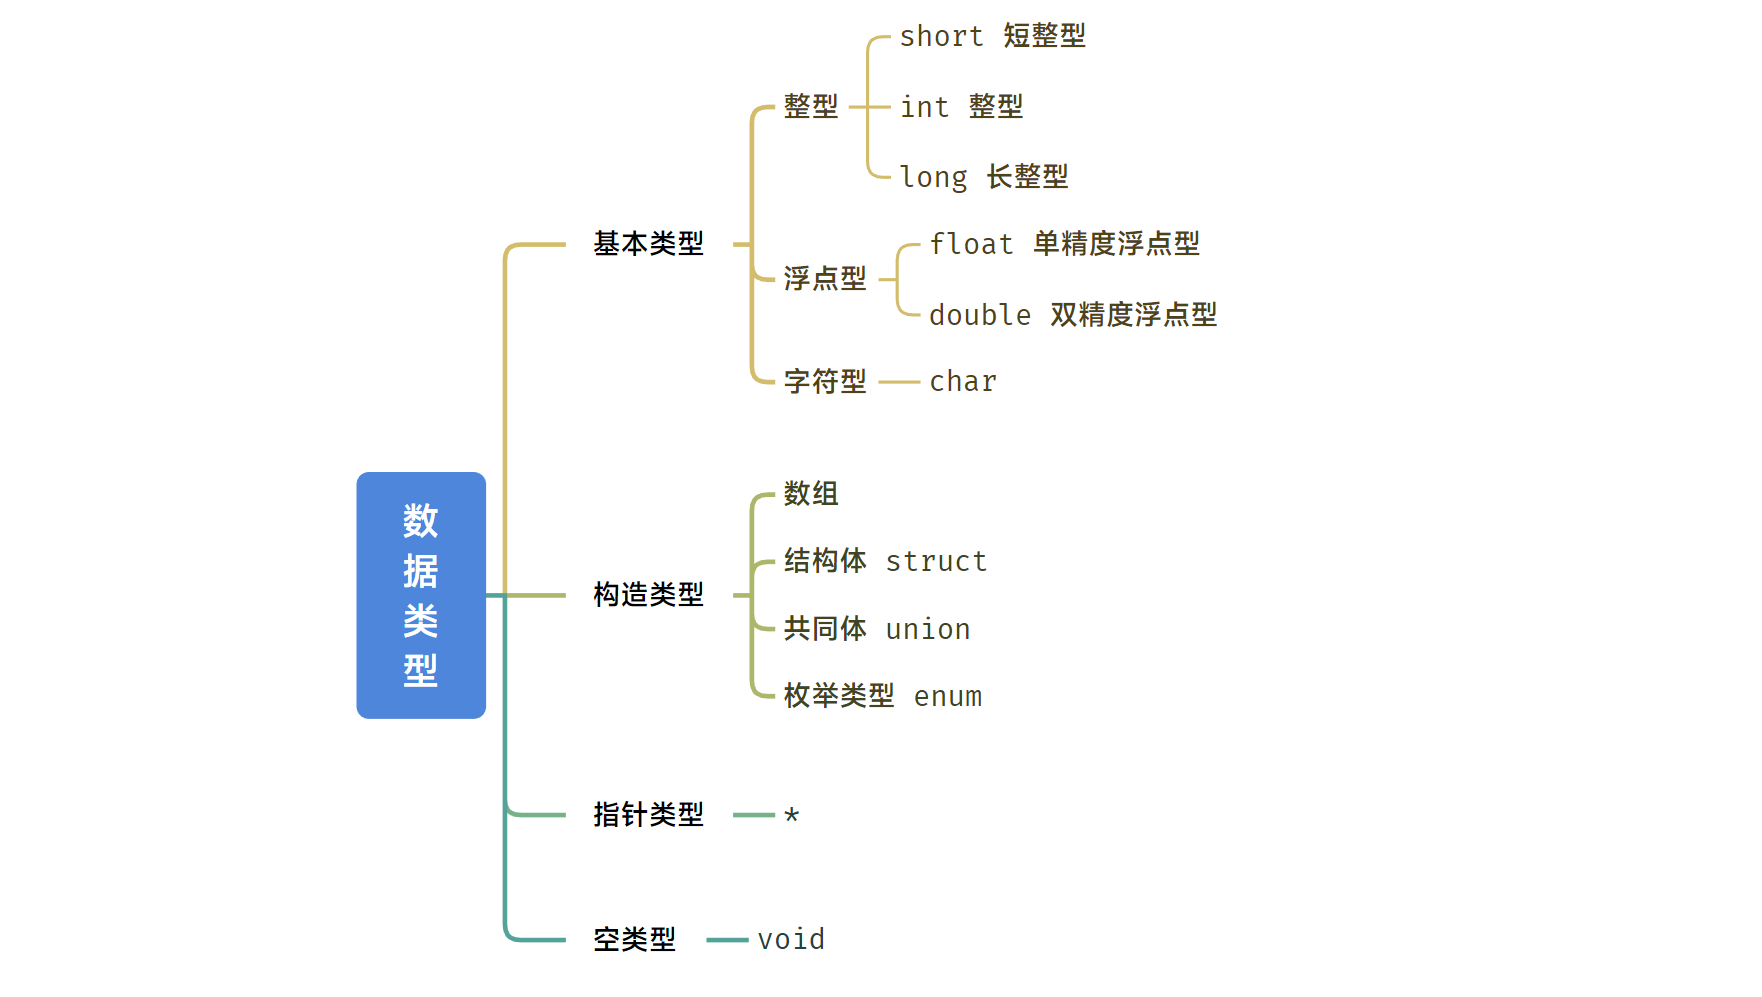 数据类型
基本类型
整型
short 短整型
int 整型
long 长整型
浮点型
float 单精度浮点型
double 双精度浮点型
字符型
char
构造类型
数组
结构体 struct
共同体 union
枚举类型 enum
指针类型
*
空类型
void